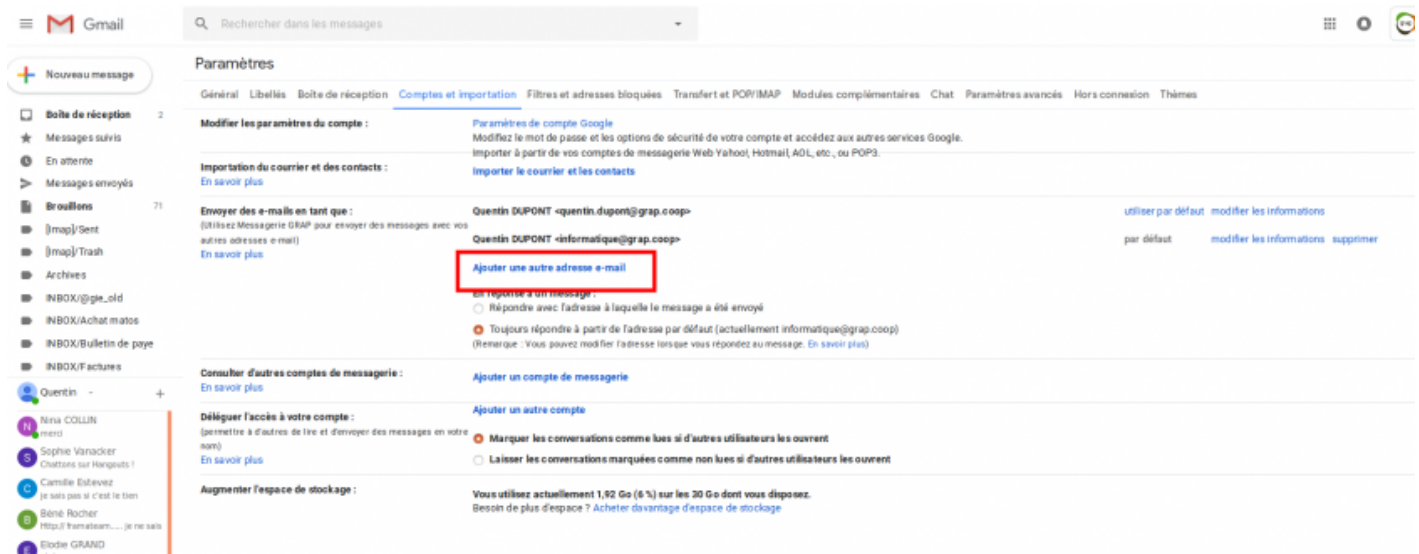 Gmail
Rechercher dans les messages
Nouveau message
Boîte de réception 2
Messages suivis
En attente
Messages envoyés
Brouillons 71
[Imap]/Sent
[Imap]/Trash
Archives
INBOX/@gie_old
INBOX/Achat matos
INBOX/Bulletin de paye
INBOX/Factures
Quentin
Nina COLLIN
merci
Sophie Vanacker
Chattons sur Hangouts !
Camille Estevez
je sais pas si c'est le bien
Béné Rocher
Http:// framateam..... je ne sais
Elodie GRAND
Paramètres
Général Libellés Boîte de réception Comptes et importation Filtres et adresses bloquées Transfert et POP/IMAP Modules complémentaires Chat Paramètres avancés Hors connexion Thèmes
Modifier les paramètres du compte :
Paramètres de compte Google
Modifiez le mot de passe et les options de sécurité de votre compte et accédez aux autres services Google.
Importation du courrier et des contacts :
En savoir plus
Importer à partir de vos comptes de messagerie Web Yahoo!, Hotmail, AOL, etc., ou POP3.
Importer le courrier et les contacts
Envoyer des e-mails en tant que :
(Utilisez Messagerie GRAP pour envoyer des messages avec vos
autres adresses e-mail)
En savoir plus
Quentin DUPONT <quentin.dupont@grap.coop> utiliser par défaut modifier les informations
Quentin DUPONT <informatique@grap.coop> par défaut modifier les informations supprimer
Ajouter une autre adresse e-mail
En réponse à un message :
Répondre avec l'adresse à laquelle le message a été envoyé
Toujours répondre à partir de l'adresse par défaut (actuellement informatique@grap.coop)
(Remarque : Vous pouvez modifier l'adresse lorsque vous répondez au message. En savoir plus)
Consulter d'autres comptes de messagerie :
En savoir plus
Ajouter un compte de messagerie
Déléguer l'accès à votre compte :
(permettre à d'autres de lire et d'envoyer des messages en votre
nom)
En savoir plus
Ajouter un autre compte
Marquer les conversations comme lues si d'autres utilisateurs les ouvrent
Laisser les conversations marquées comme non lues si d'autres utilisateurs les ouvrent
Augmenter l'espace de stockage :
Vous utilisez actuellement 1,92 Go (6 %) sur les 30 Go dont vous disposez.
Besoin de plus d'espace ? Acheter davantage d'espace de stockage